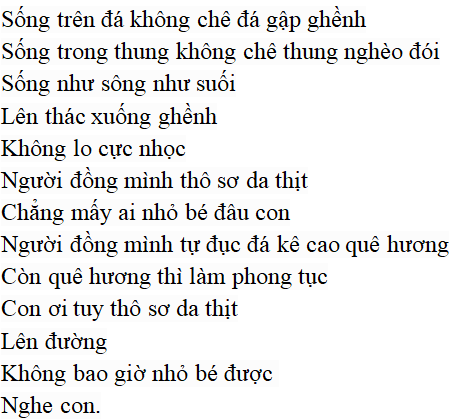 Sống trên đá không chê đá gập ghềnh
Sống trong thung không chê thung nghèo đói
Sống như sông như suối
Lên thác xuống ghềnh
Không lo cực nhọc
Người đồng mình thô sơ da thịt
Chẳng mấy ai nhỏ bé đâu con
Người đồng mình tự đục đá kê cao quê hương
Còn quê hương thì làm phong tục
Con ơi tuy thô sơ da thịt
Lên đường
Không bao giờ nhỏ bé được
Nghe con.